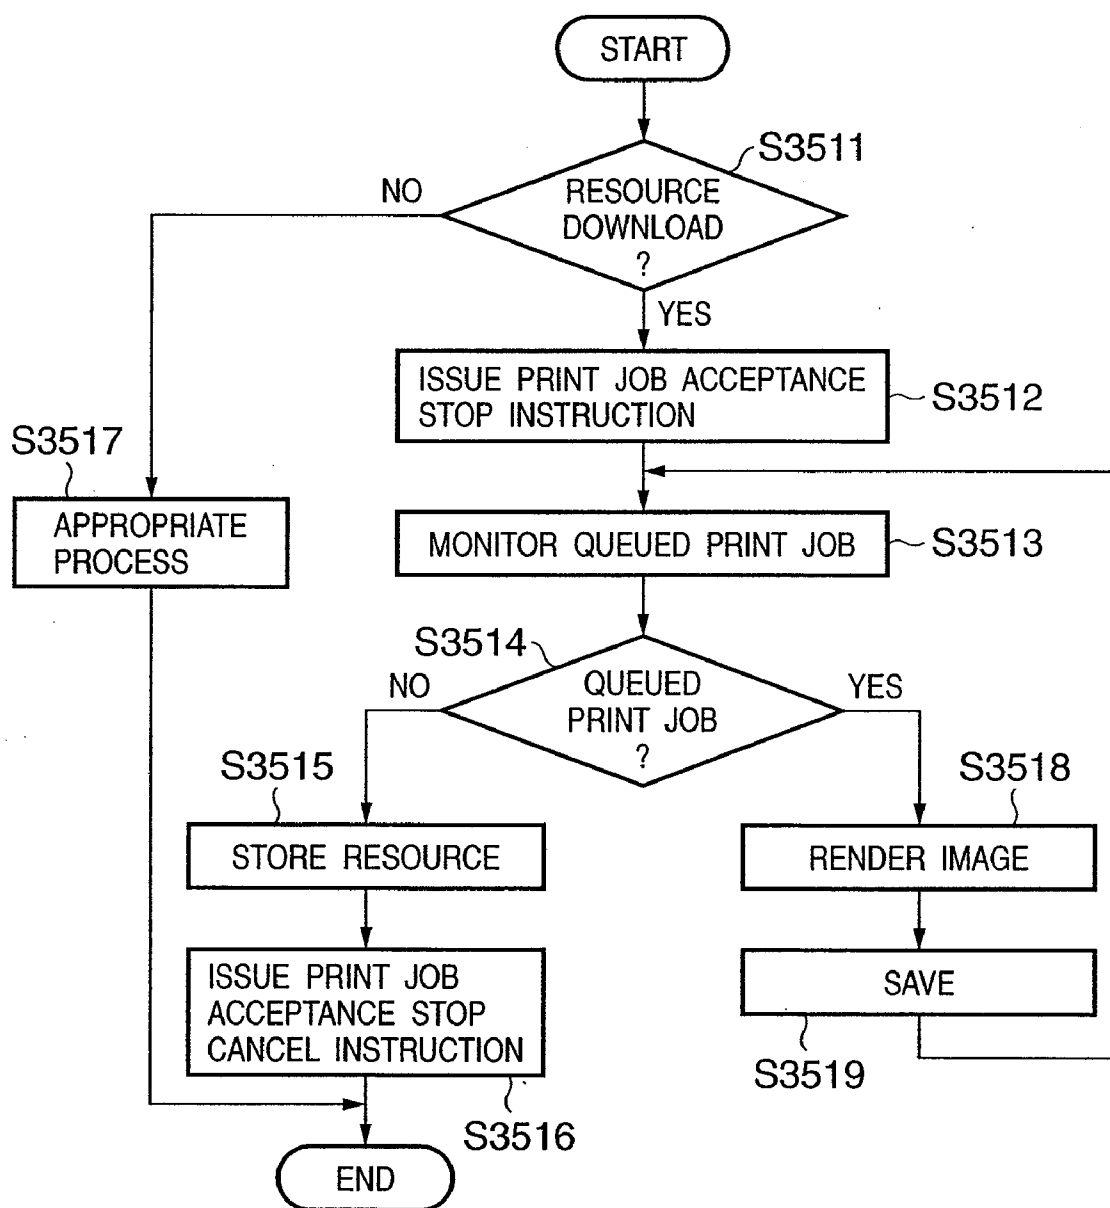 START
S3511
NO
RESOURCE
DOWNLOAD
?
YES
ISSUE PRINT JOB ACCEPTANCE
STOP INSTRUCTION
S3512
S3517
APPROPRIATE
PROCESS
MONITOR QUEUED PRINT JOB
S3513
S3514
NO
QUEUED
PRINT JOB
?
YES
S3515
S3518
STORE RESOURCE
RENDER IMAGE
ISSUE PRINT JOB
ACCEPTANCE STOP
CANCEL INSTRUCTION
SAVE
S3519
S3516
END